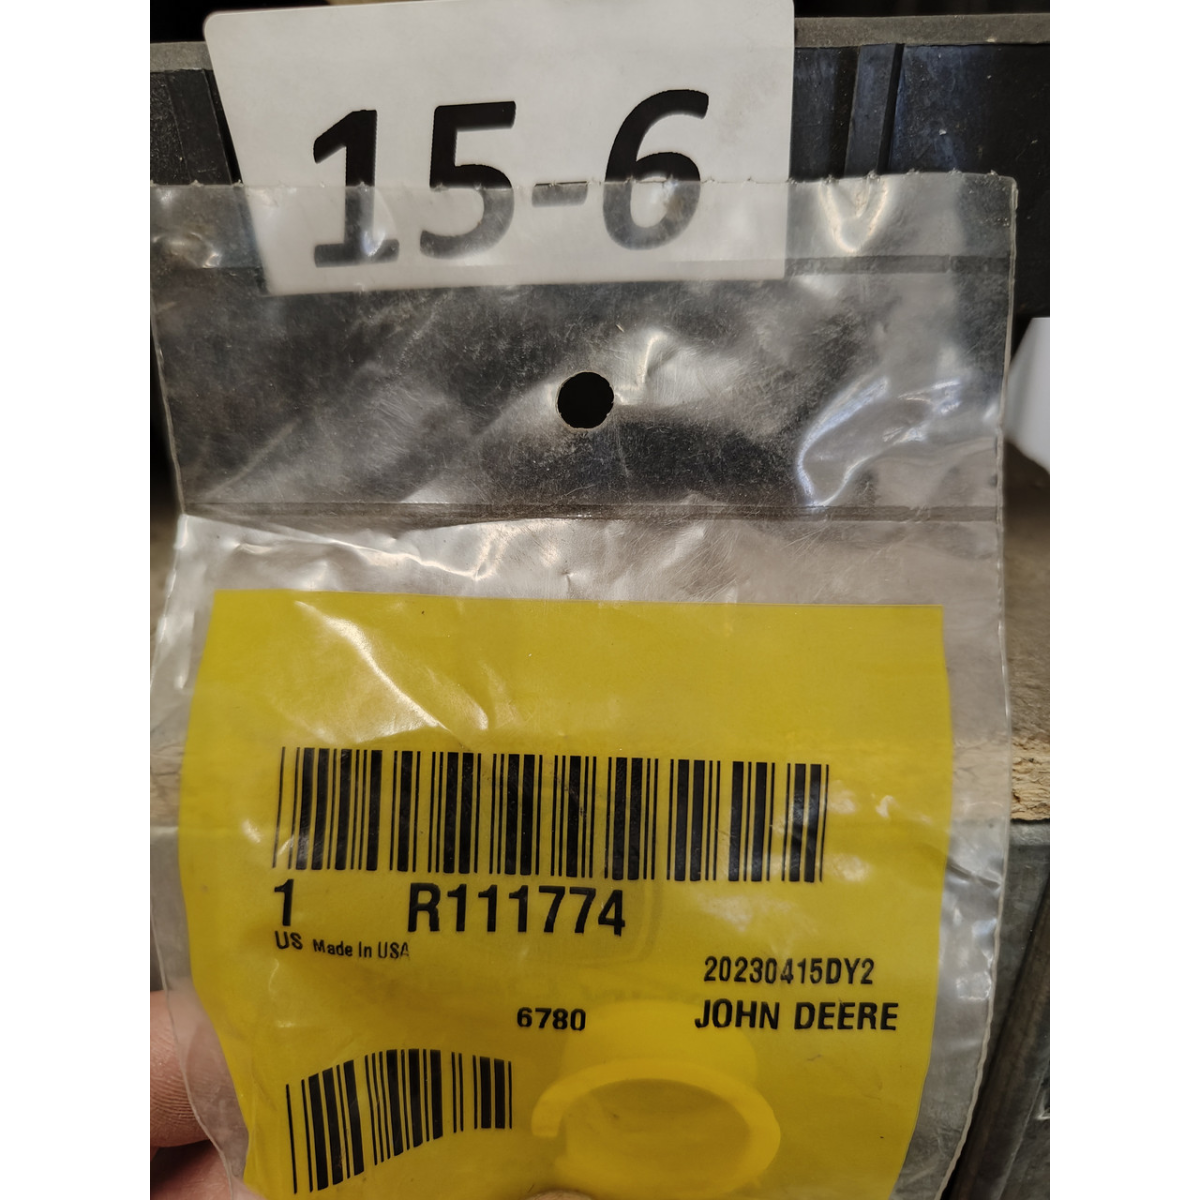 15-6
1 R111774
US Made In USA
20230415DY2
6780 JOHN DEERE